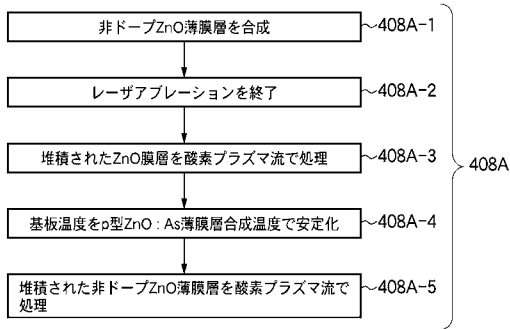 非ドープZnO薄膜層を合成
408A-1
レーザアブレーションを終了
408A-2
堆積されたZnO膜層を酸素プラズマ流で処理
408A-3
408A
基板温度をp型ZnO：As薄膜層合成温度で安定化
408A-4
堆積された非ドープZnO薄膜層を酸素プラズマ流で
処理
408A-5